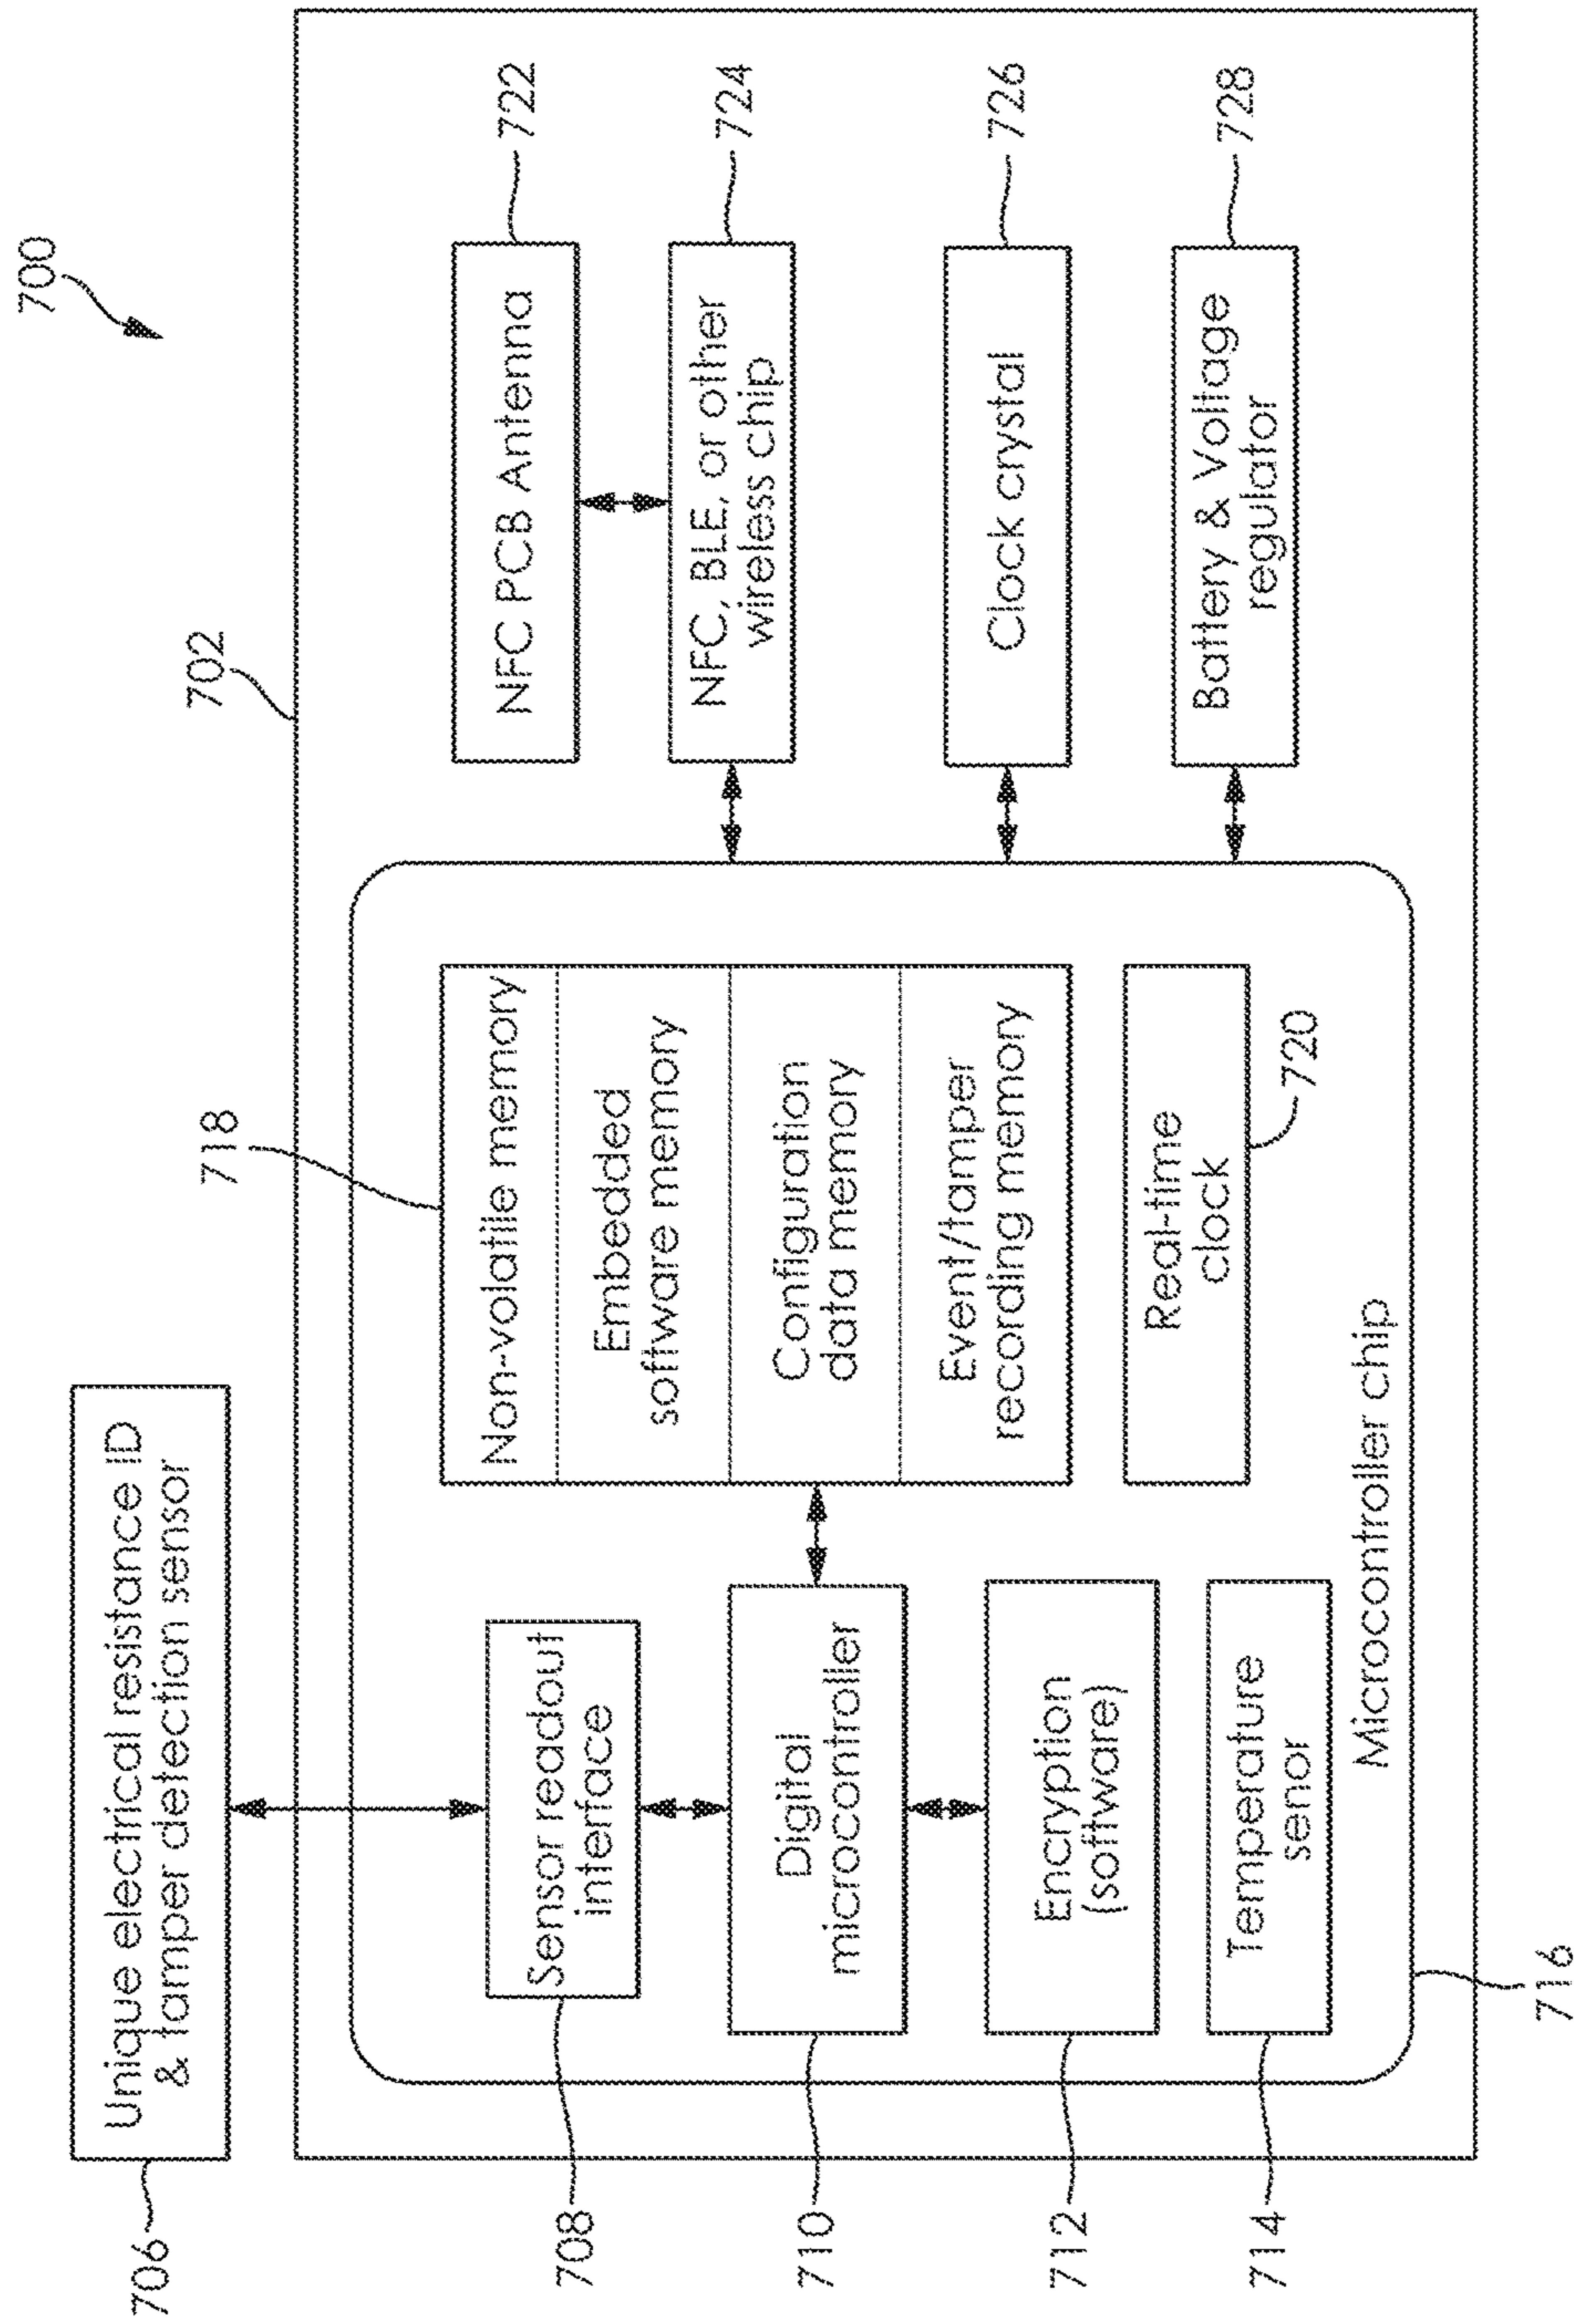 700
702
706
Unique electrical resistance ID
& tamper detection sensor
718
708
Sensor readout
interface
710
Digital
microcontroller
712
Encryption
(software)
714
Temperature
senor
Non-volatile memory
Embedded
software memory
Configuration
data memory
Event/tamper
recording memory
Real-time
clock
720
Microcontroller chip
716
NFC PCB Antenna
722
NFC, BLE, or other
wireless chip
724
Clock crystal
726
Battery & Voltage
regulator
728